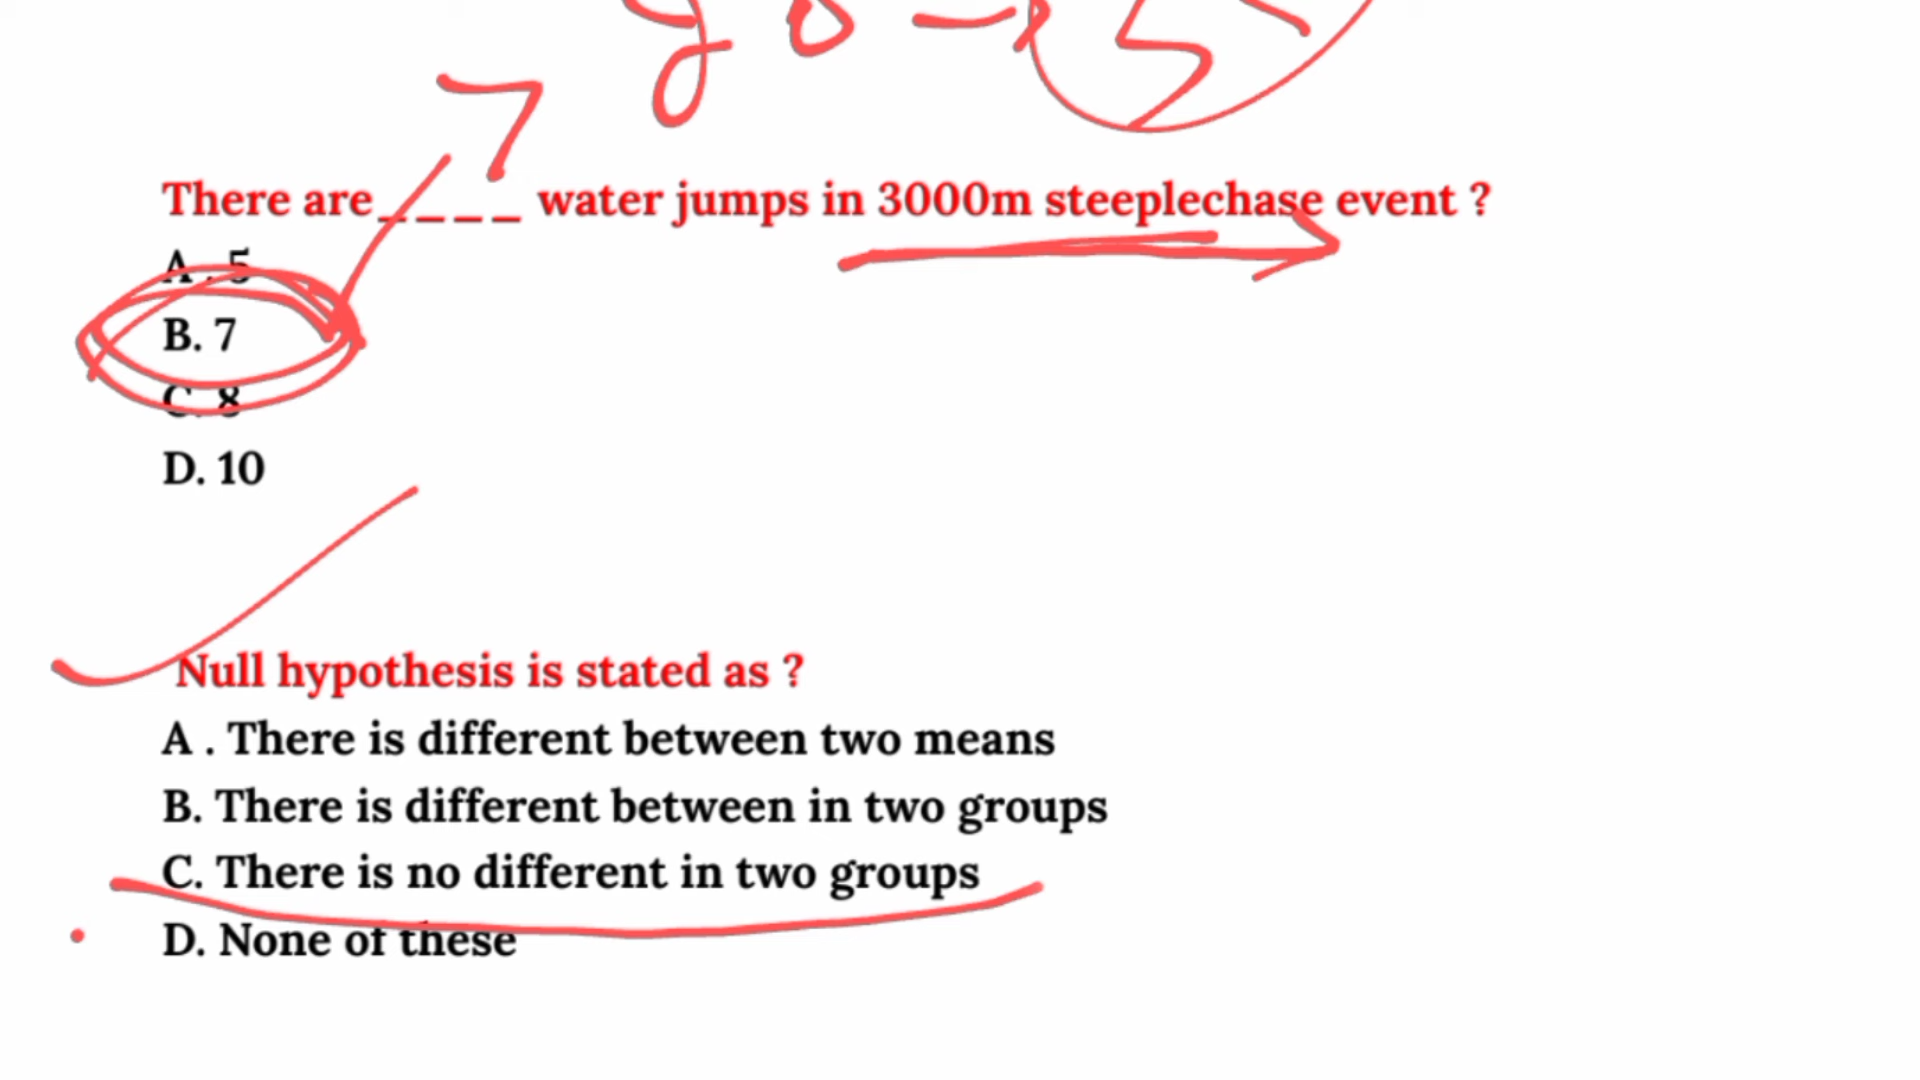 7
There are____ water jumps in 3000m steeplechase event ?
A . 5
B. 7
C. 8
D. 10
Null hypothesis is stated as ?
A . There is different between two means
B. There is different between in two groups
C. There is no different in two groups
D. None of these